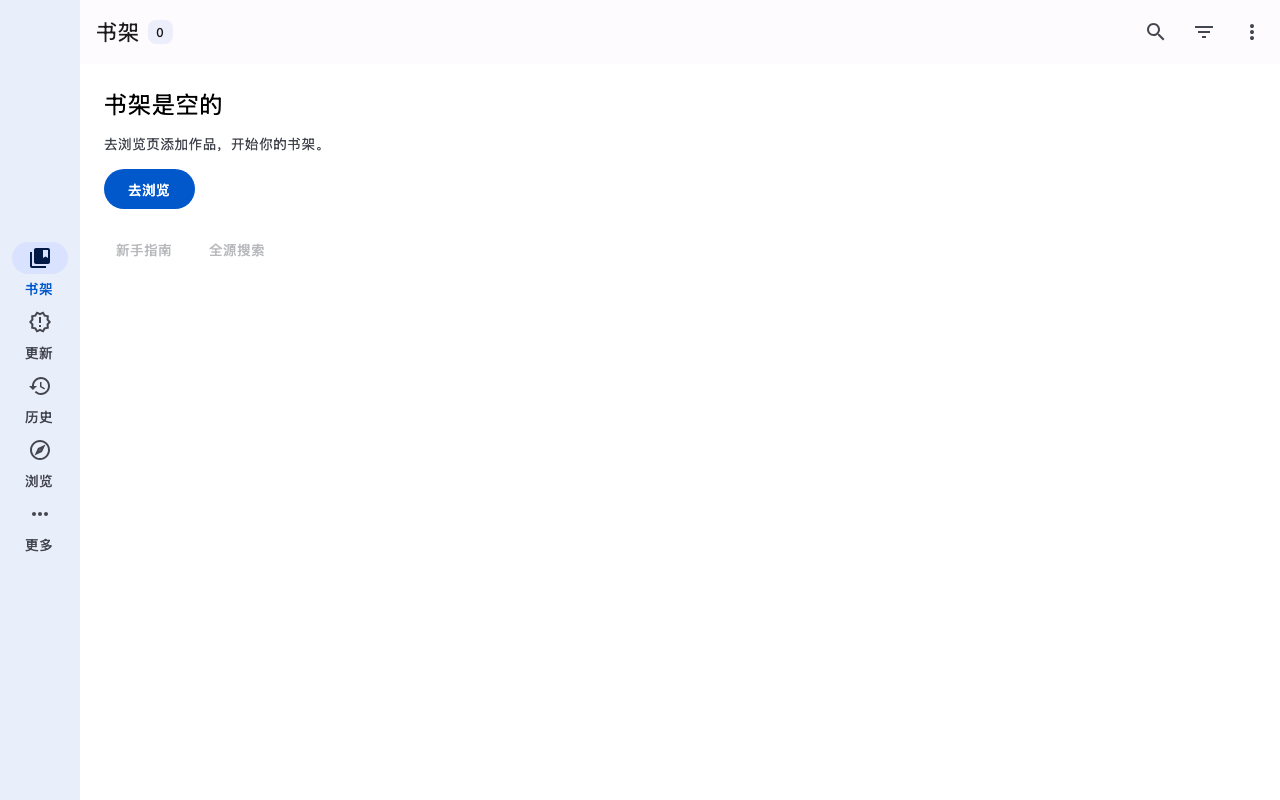 书架 0
书架是空的
去浏览页添加作品，开始你的书架。
去浏览
新手指南 全源搜索
书架
更新
历史
浏览
更多